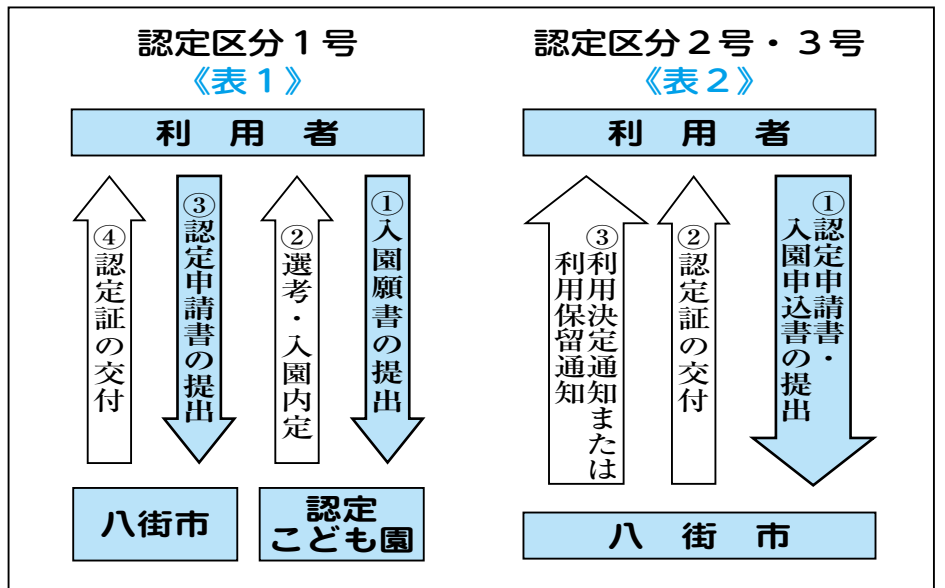 認定区分１号
《表１》
利用者
①入園願書の提出
②選考・入園内定
③認定申請書の提出
④認定証の交付
八街市
認定
こども園
認定区分２号・３号
《表２》
利用者
①認定申請書・
入園申込書の提出
②認定証の交付
③利用決定通知または
利用保留通知
八街市